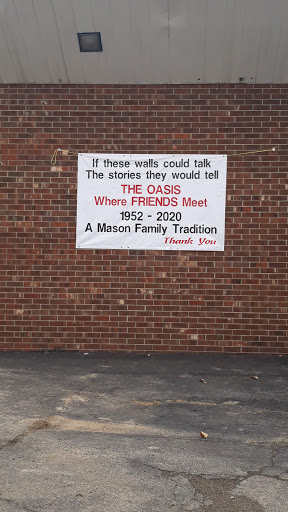 If these walls could talk
The stories they would tell
THE OASIS
Where FRIENDS Meet
1952 - 2020
A Mason Family Tradition
Thank You